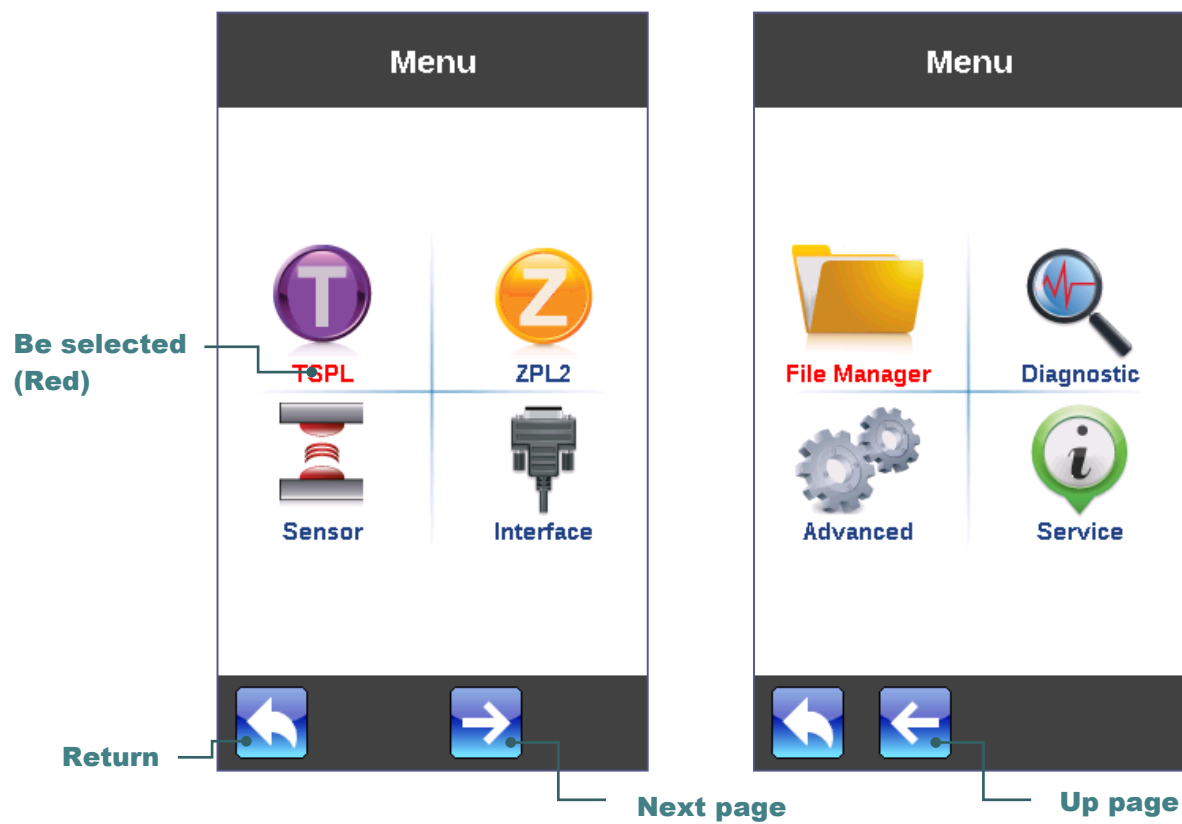 Menu
Menu
T
Z
Be selected
(Red)
TSPL
ZPL2
File Manager
Diagnostic
i
Sensor
Interface
Advanced
Service
Return
Next page
Up page